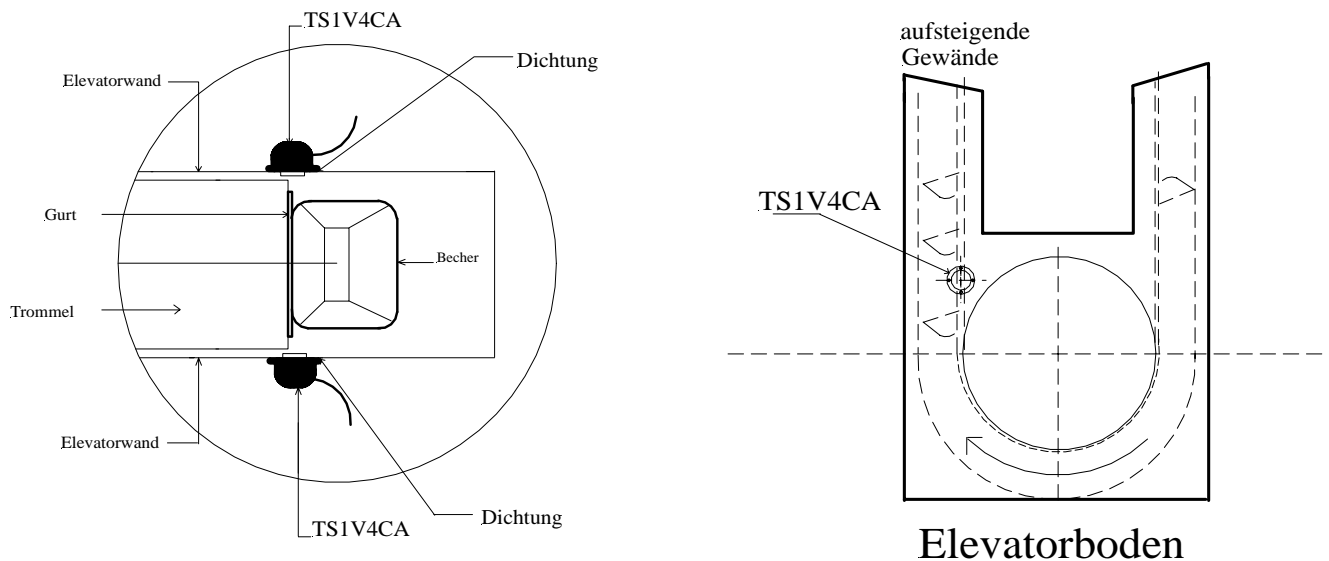 TS1V4CA
Dichtung
Elevatorwand
Gurt
Becher
Trommel
Elevatorwand
Dichtung
TS1V4CA
aufsteigende
Gewände
TS1V4CA
Elevatorboden